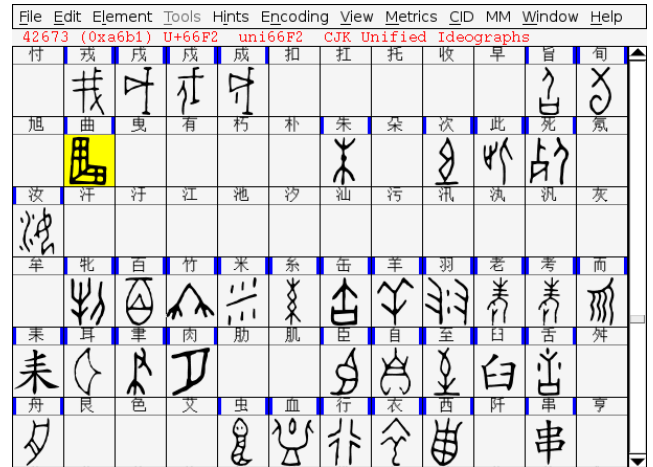 File Edit Element Tools Hints Encoding View Metrics CID MM Window Help
42673 (0xa6b1) U+66F2 uni66F2 CJK Unified Ideographs
忖 戎 戌 戍 成 扣 扛 托 收 早 旨 旬
旭 曲 曳 有 朽 朴 朱 朵 次 此 死 氖
汝 汗 汙 江 池 汐 汕 污 汛 汍 汎 灰
牟 牝 百 竹 米 糸 缶 羊 羽 老 考 而
耒 耳 聿 肉 肋 肌 臣 自 至 臼 舌 舛
舟 艮 色 艾 虫 血 行 衣 西 阡 串 亨